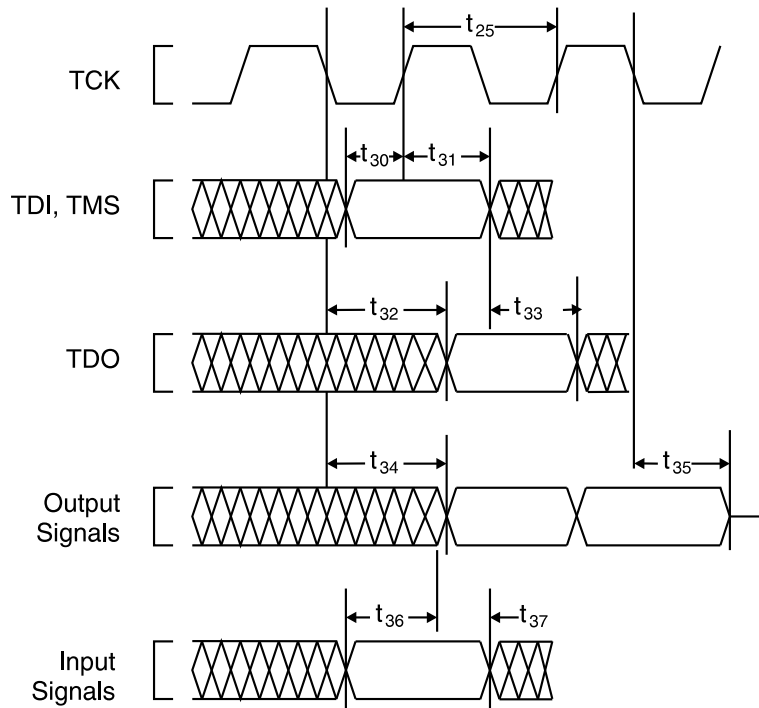 t25
TCK
t30 t31
TDI, TMS
t32 t33
TDO
t34 t35
Output
Signals
t36 t37
Input
Signals